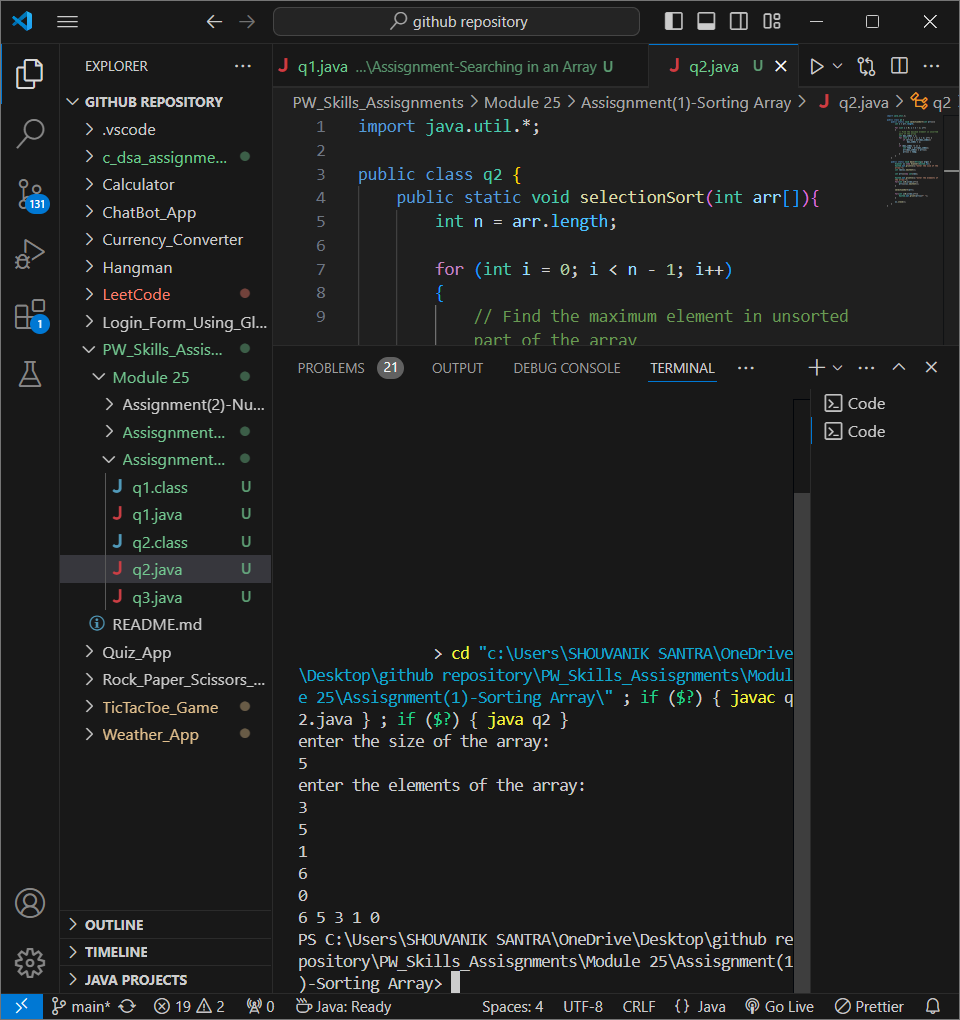 github repository
EXPLORER
GITHUB REPOSITORY
.vscode
c_dsa_assignme...
Calculator
ChatBot_App
Currency_Converter
Hangman
LeetCode
Login_Form_Using_Gl...
PW_Skills_Assis...
Module 25
Assignment(2)-Nu...
Assisgnment...
Assisgnment...
q1.class U
q1.java U
q2.class U
q2.java U
q3.java U
README.md
Quiz_App
Rock_Paper_Scissors_...
TicTacToe_Game
Weather_App
OUTLINE
TIMELINE
JAVA PROJECTS
131
1
q1.java ...\Assisgnment-Searching in an Array U
q2.java U
PW_Skills_Assisgnments > Module 25 > Assisgnment(1)-Sorting Array > q2.java > q2
1 import java.util.*;
2
3 public class q2 {
4 public static void selectionSort(int arr[]){
5 int n = arr.length;
6
7 for (int i = 0; i < n - 1; i++)
8 {
9 // Find the maximum element in unsorted
part of the array
PROBLEMS 21 OUTPUT DEBUG CONSOLE TERMINAL
Code
Code
> cd "c:\Users\SHOUVANIK SANTRA\OneDrive
\Desktop\github repository\PW_Skills_Assisgnments\Modul
e 25\Assisgnment(1)-Sorting Array\" ; if ($?) { javac q
2.java } ; if ($?) { java q2 }
enter the size of the array:
5
enter the elements of the array:
3
5
1
6
0
6 5 3 1 0
PS C:\Users\SHOUVANIK SANTRA\OneDrive\Desktop\github re
pository\PW_Skills_Assisgnments\Module 25\Assisgnment(1
)-Sorting Array>
main* 19 2 0 Java: Ready Spaces: 4 UTF-8 CRLF {} Java Go Live Prettier